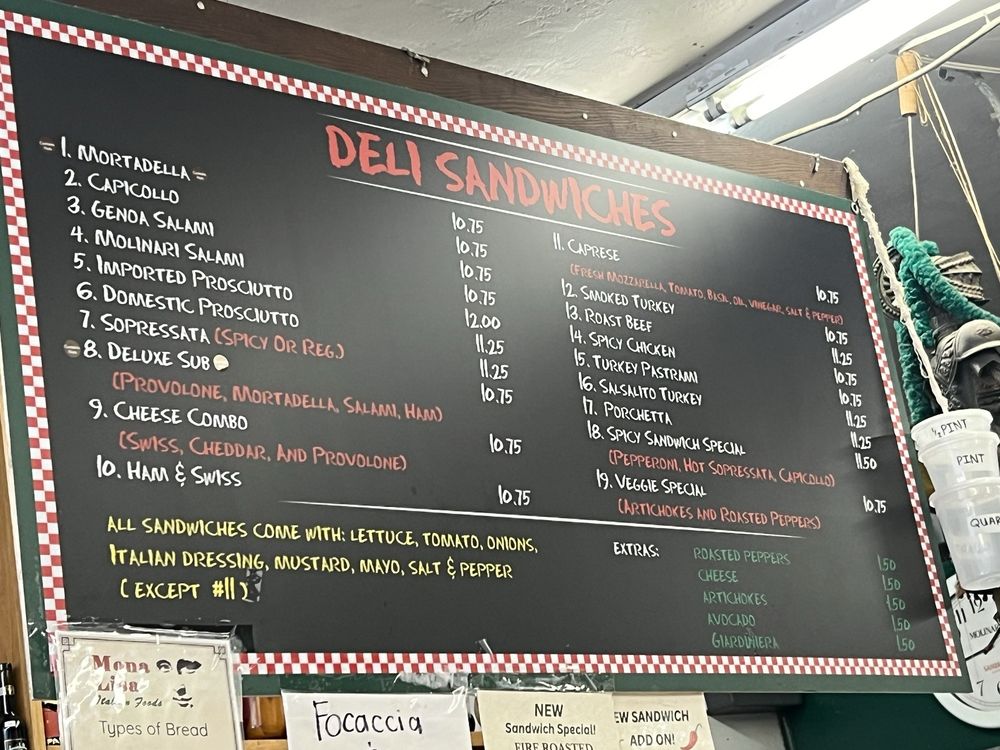 DELI SANDWICHES
1. MORTADELLA 10.75
2. CAPICOLLO 10.75
3. GENOA SALAMI 10.75
4. MOLINARI SALAMI 10.75
5. IMPORTED PROSCIUTTO 12.00
6. DOMESTIC PROSCIUTTO 11.25
7. SOPRESSATA (SPICY OR REG.) 11.25
8. DELUXE SUB 10.75
(PROVOLONE, MORTADELLA, SALAMI, HAM)
9. CHEESE COMBO 10.75
(SWISS, CHEDDAR, AND PROVOLONE)
10. HAM & SWISS 10.75
11. CAPRESE 10.75
(FRESH MOZZARELLA, TOMATO, BASIL, OIL, VINEGAR, SALT & PEPPER)
12. SMOKED TURKEY 10.75
13. ROAST BEEF 11.25
14. SPICY CHICKEN 10.75
15. TURKEY PASTRAMI 10.75
16. SALSALITO TURKEY 11.25
17. PORCHETTA 11.25
18. SPICY SANDWICH SPECIAL 11.50
(PEPPERONI, HOT SOPRESSATA, CAPICOLLO)
19. VEGGIE SPECIAL 10.75
(ARTICHOKES AND ROASTED PEPPERS)
ALL SANDWICHES COME WITH: LETTUCE, TOMATO, ONIONS,
ITALIAN DRESSING, MUSTARD, MAYO, SALT & PEPPER
(EXCEPT #11)
EXTRAS: ROASTED PEPPERS 1.50
CHEESE 1.50
ARTICHOKES 1.50
AVOCADO 1.50
GIARDINIERA 1.50
1/2 PINT
PINT
QUAR
MOLINA
Mona
Lisa
Italian Foods
Types of Bread
Focaccia
NEW
Sandwich Special!
FIRE ROASTED
EW SANDWICH
ADD ON!